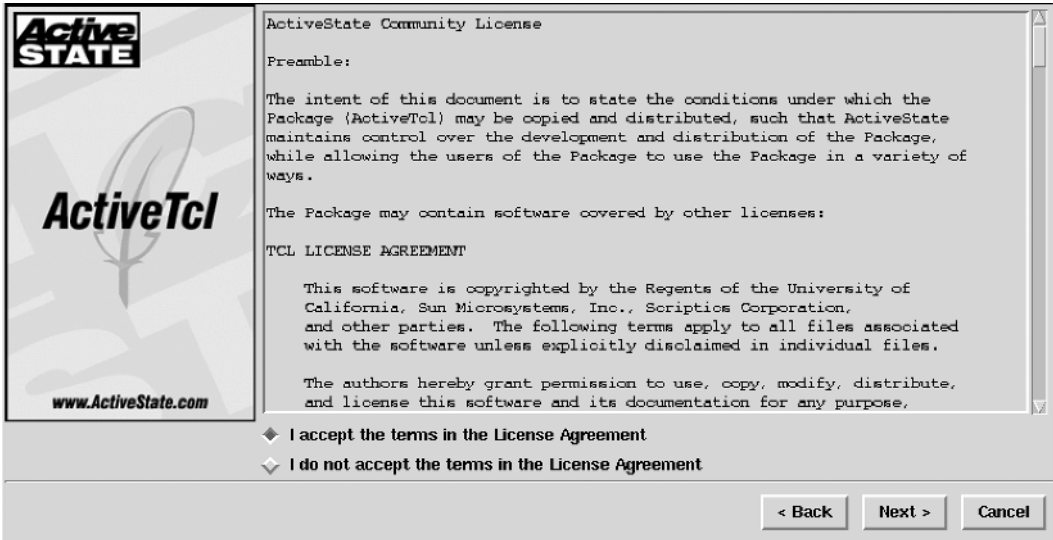 Active
STATE
ActiveTcl
www.ActiveState.com
ActiveState Community License
Preamble:
The intent of this document is to state the conditions under which the
Package (ActiveTcl) may be copied and distributed, such that ActiveState
maintains control over the development and distribution of the Package,
while allowing the users of the Package to use the Package in a variety of
ways.
The Package may contain software covered by other licenses:
TCL LICENSE AGREEMENT
This software is copyrighted by the Regents of the University of
California, Sun Microsystems, Inc., Scriptics Corporation,
and other parties.  The following terms apply to all files associated
with the software unless explicitly disclaimed in individual files.
The authors hereby grant permission to use, copy, modify, distribute,
and license this software and its documentation for any purpose,
I accept the terms in the License Agreement
I do not accept the terms in the License Agreement
< Back
Next >
Cancel